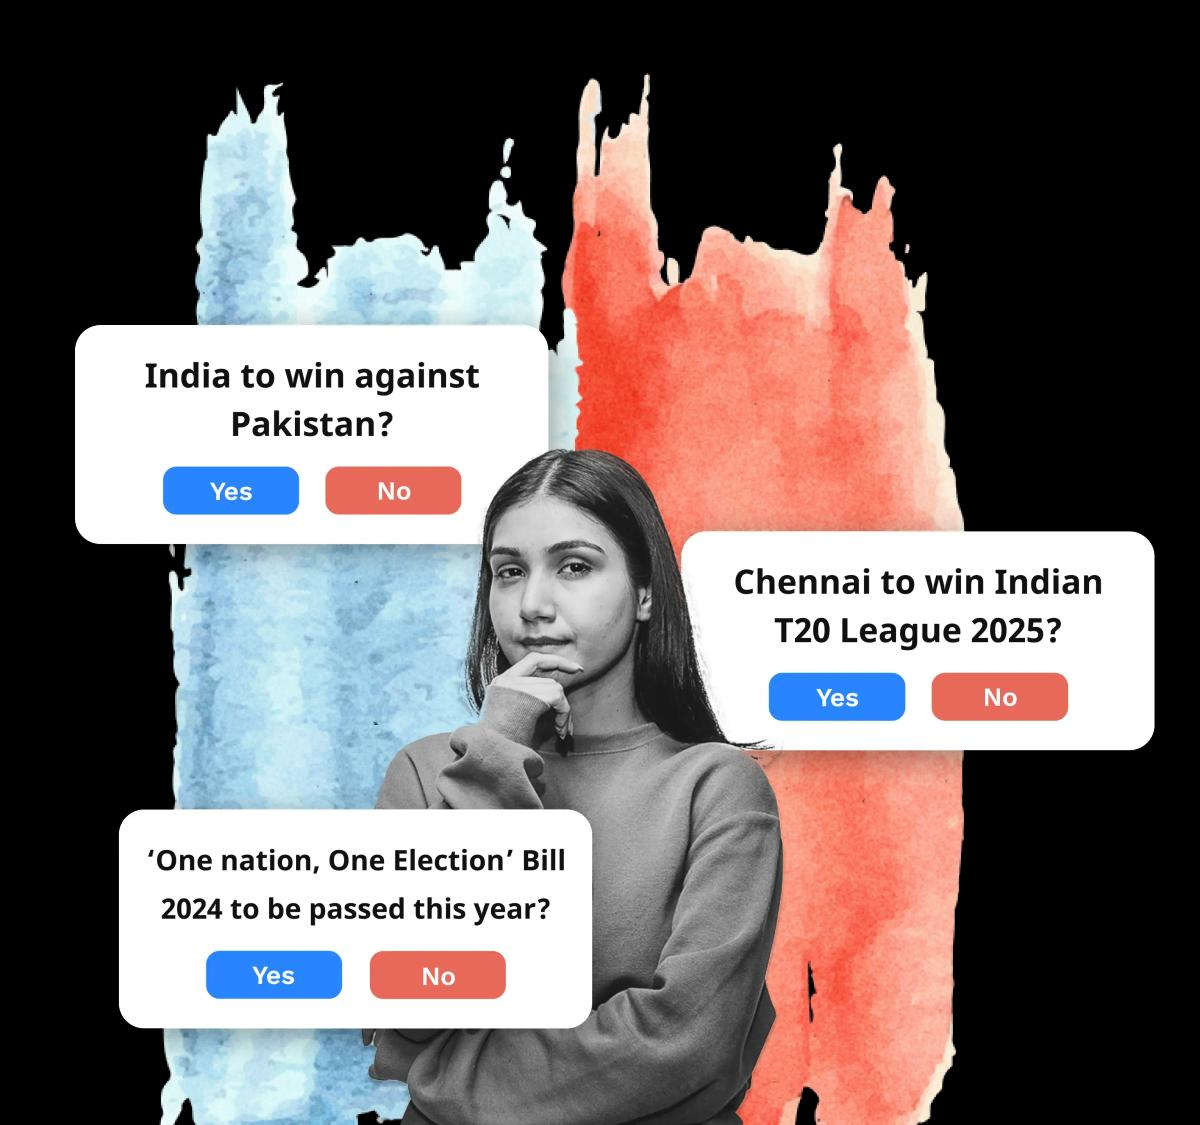 India to win against
Pakistan?
Yes No
Chennai to win Indian
T20 League 2025?
Yes No
‘One nation, One Election’ Bill
2024 to be passed this year?
Yes No